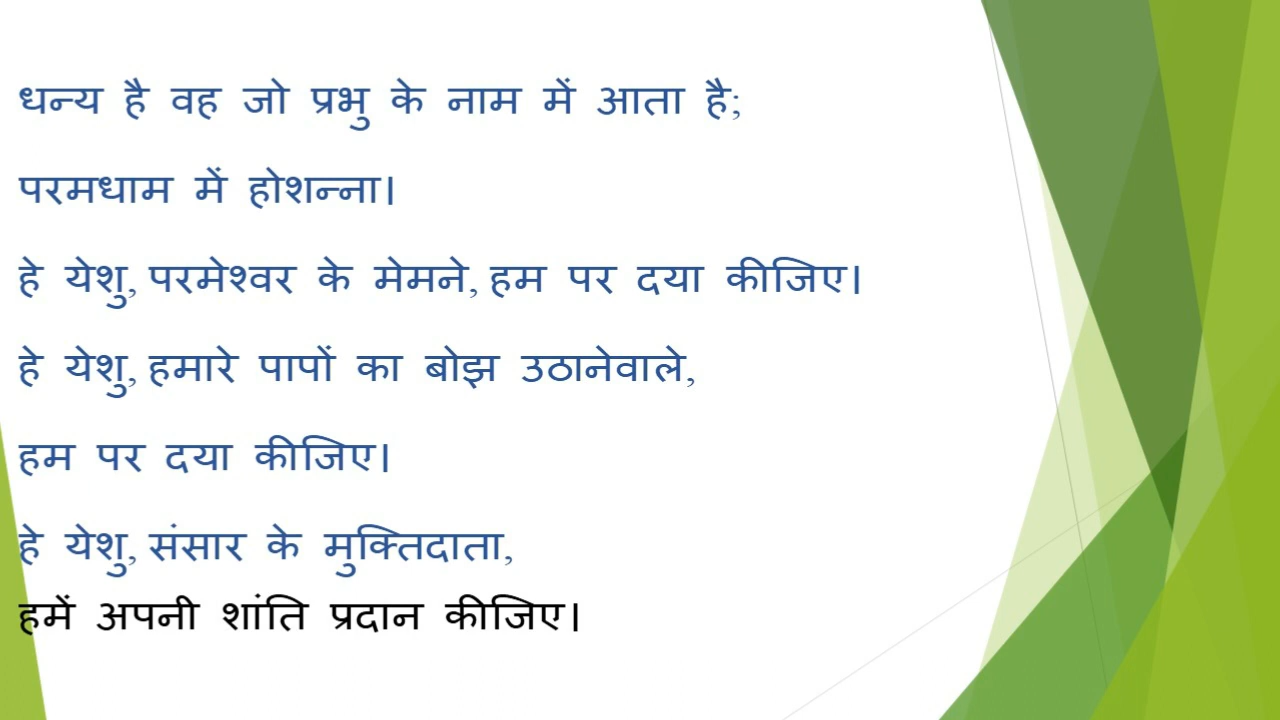 धन्य है वह जो प्रभु के नाम में आता है;
परमधाम में होशन्ना।
हे येशु, परमेश्वर के मेमने, हम पर दया कीजिए।
हे येशु, हमारे पापों का बोझ उठानेवाले,
हम पर दया कीजिए।
हे येशु, संसार के मुक्तिदाता,
हमें अपनी शांति प्रदान कीजिए।